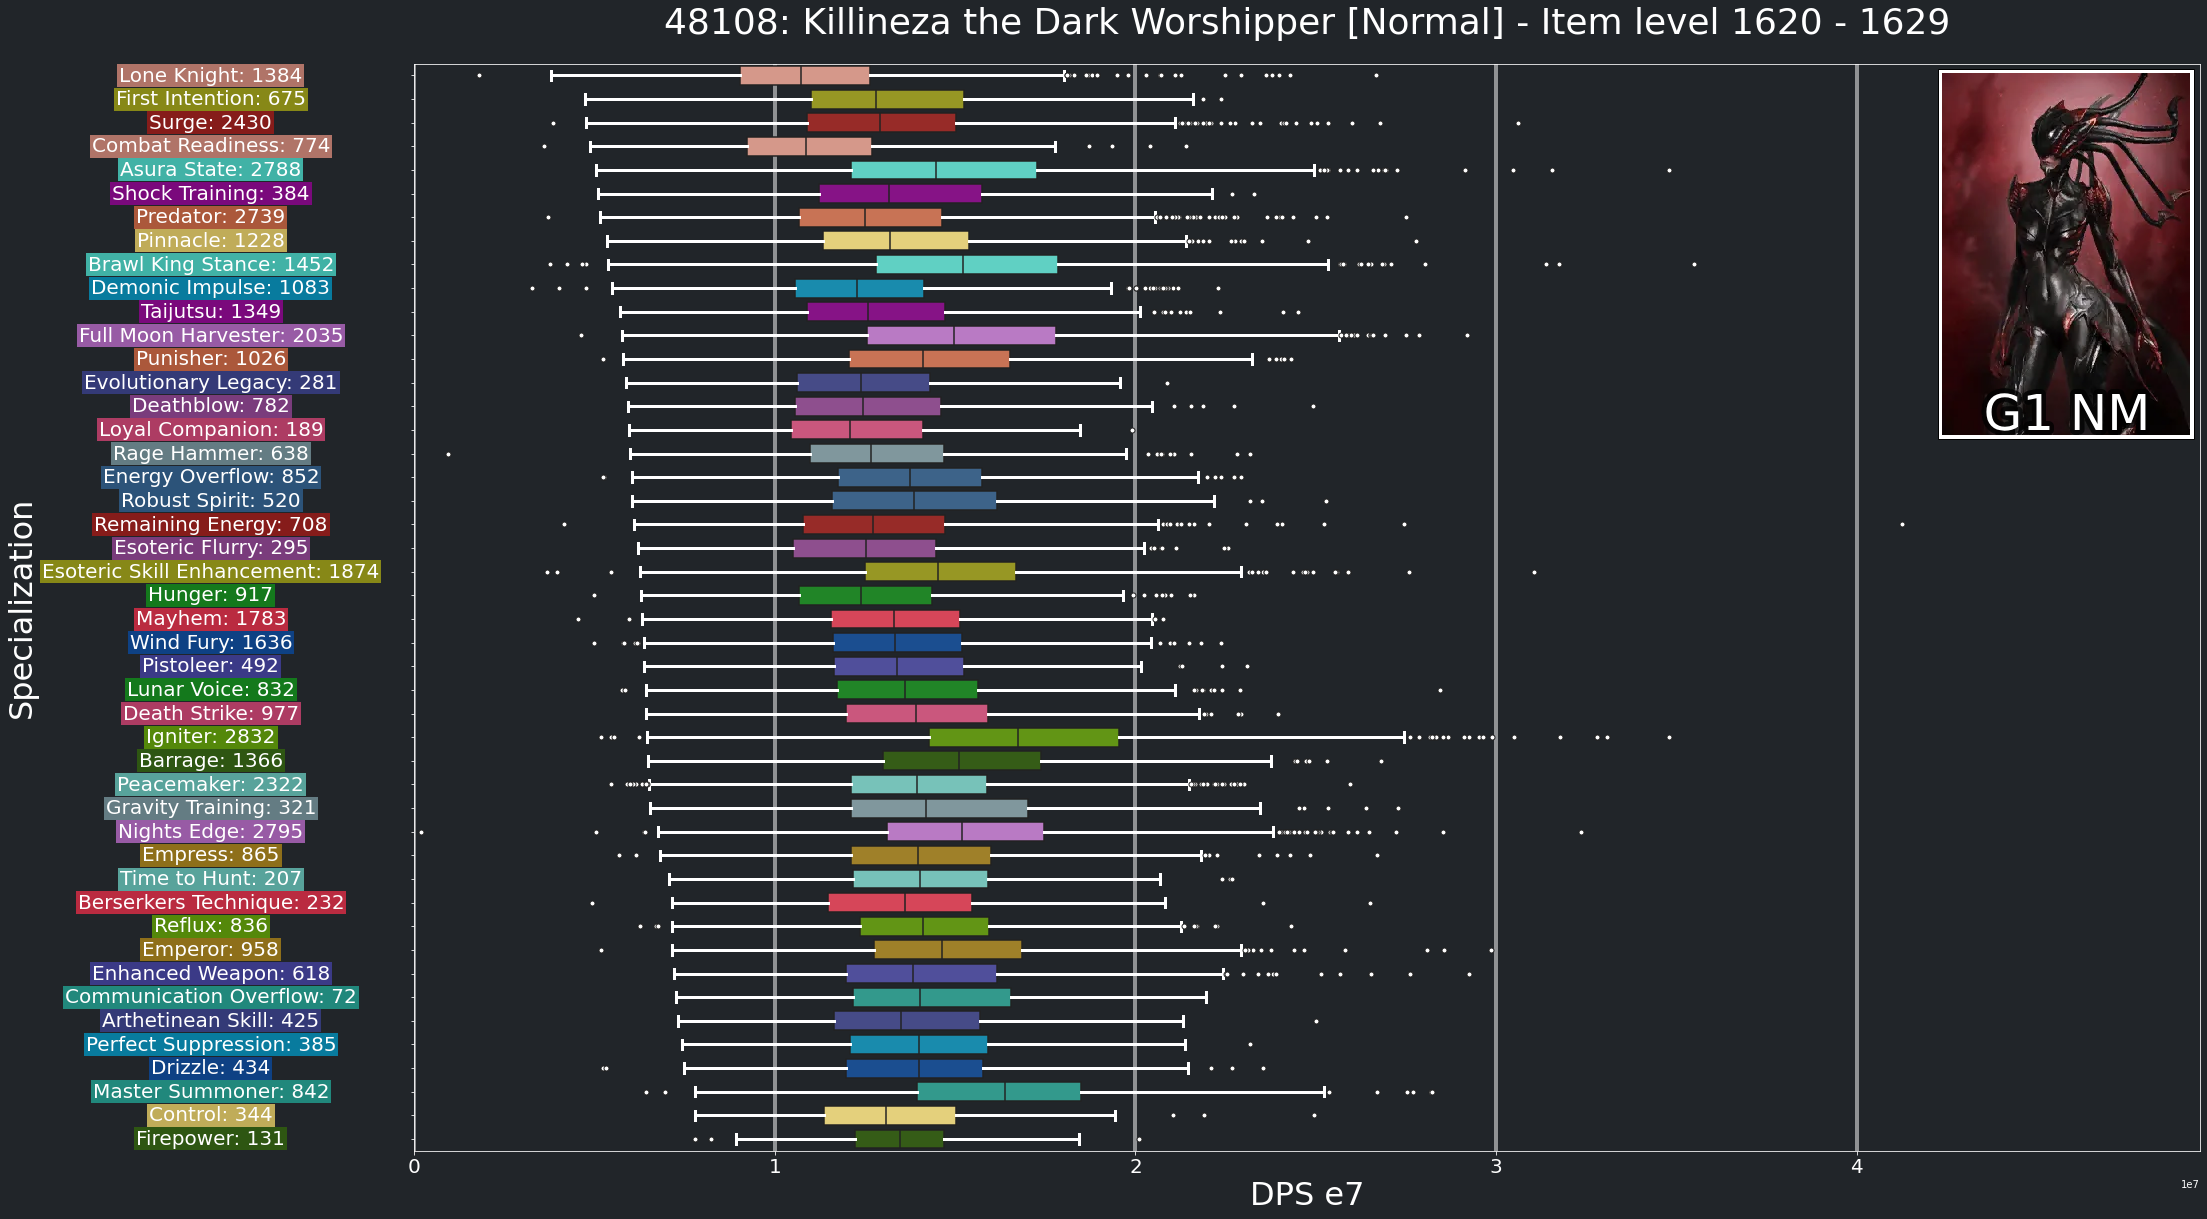 48108: Killineza the Dark Worshipper [Normal] - Item level 1620 - 1629
Specialization
Lone Knight: 1384
First Intention: 675
Surge: 2430
Combat Readiness: 774
Asura State: 2788
Shock Training: 384
Predator: 2739
Pinnacle: 1228
Brawl King Stance: 1452
Demonic Impulse: 1083
Taijutsu: 1349
Full Moon Harvester: 2035
Punisher: 1026
Evolutionary Legacy: 281
Deathblow: 782
Loyal Companion: 189
Rage Hammer: 638
Energy Overflow: 852
Robust Spirit: 520
Remaining Energy: 708
Esoteric Flurry: 295
Esoteric Skill Enhancement: 1874
Hunger: 917
Mayhem: 1783
Wind Fury: 1636
Pistoleer: 492
Lunar Voice: 832
Death Strike: 977
Igniter: 2832
Barrage: 1366
Peacemaker: 2322
Gravity Training: 321
Nights Edge: 2795
Empress: 865
Time to Hunt: 207
Berserkers Technique: 232
Reflux: 836
Emperor: 958
Enhanced Weapon: 618
Communication Overflow: 72
Arthetinean Skill: 425
Perfect Suppression: 385
Drizzle: 434
Master Summoner: 842
Control: 344
Firepower: 131
G1 NM
0 1 2 3 4
1e7
DPS e7